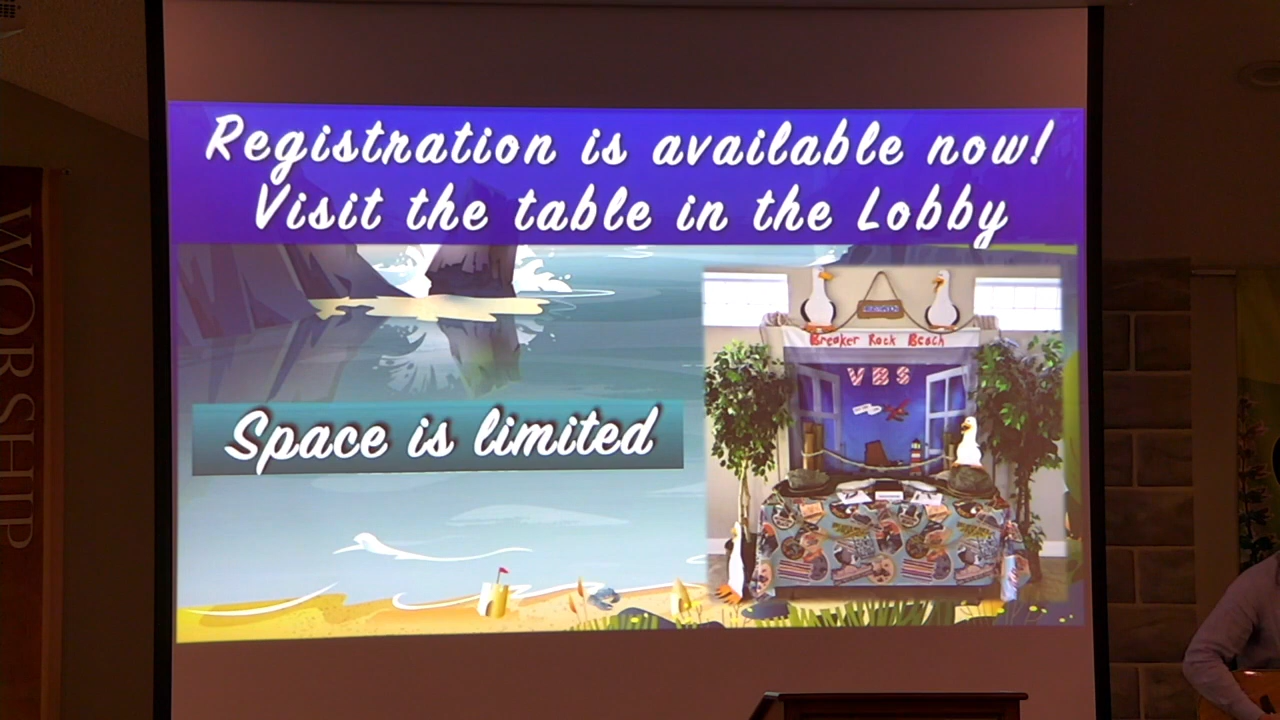 Registration is available now!
Visit the table in the Lobby
Breaker Rock Beach
VBS
Space is limited
WORSHIP